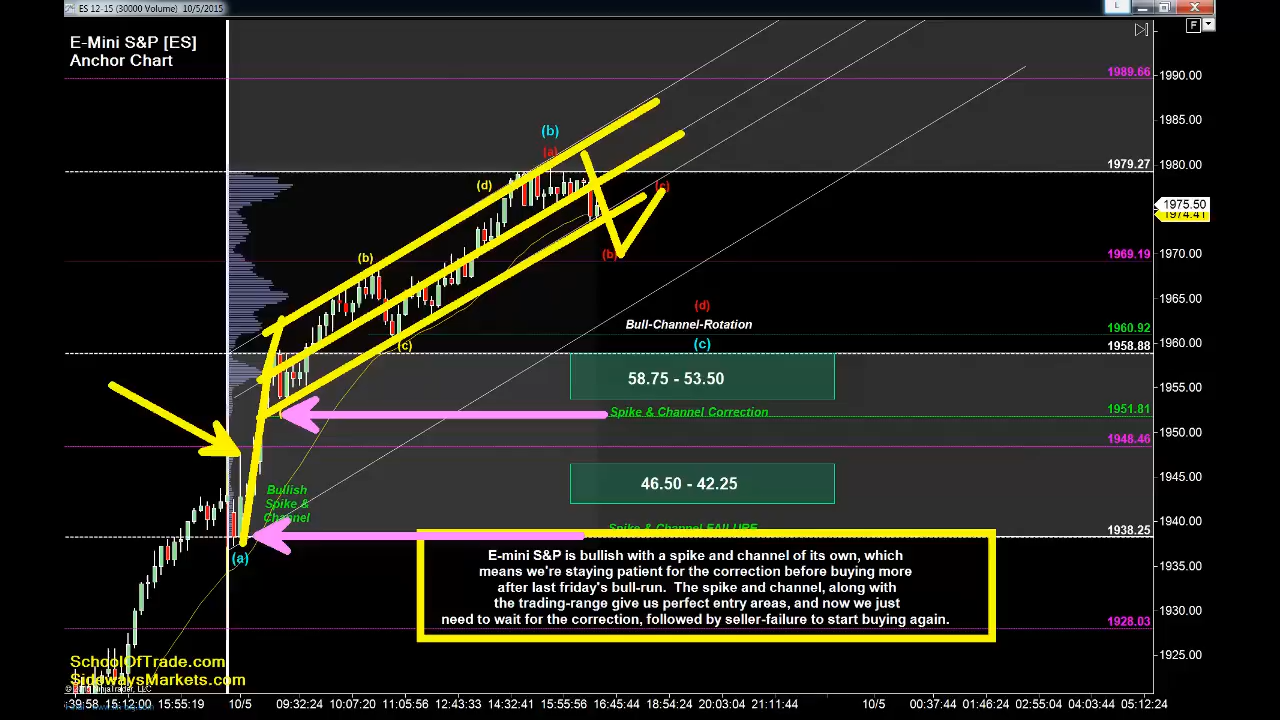 ES 12-15 (30000 Volume) 10/5/2015
L
F
E-Mini S&P [ES]
Anchor Chart
1989.66
1990.00
1985.00
(b)
(a)
1979.27
1980.00
(d)
1975.50
1974.41
(b)
(b)
1969.19
1970.00
(d)
1965.00
Bull-Channel-Rotation
1960.92
(c)
(c)
1958.88
1960.00
58.75 - 53.50
1955.00
Spike & Channel Correction
1951.81
1950.00
1948.46
1945.00
46.50 - 42.25
Bullish
Spike &
Channel
1940.00
Spike & Channel FAILURE
1938.25
(a)
1935.00
E-mini S&P is bullish with a spike and channel of its own, which
means we're staying patient for the correction before buying more
after last friday's bull-run. The spike and channel, along with
the trading-range give us perfect entry areas, and now we just
need to wait for the correction, followed by seller-failure to start buying again.
1930.00
1928.03
1925.00
SchoolOfTrade.com
SidewaysMarkets.com
:39:58 15:12:00 15:55:19 10/5 09:32:24 10:07:20 11:05:56 12:43:33 14:32:41 15:55:56 16:45:44 18:54:24 20:03:04 21:11:44 10/5 00:37:44 01:46:24 02:55:04 04:03:44 05:12:24